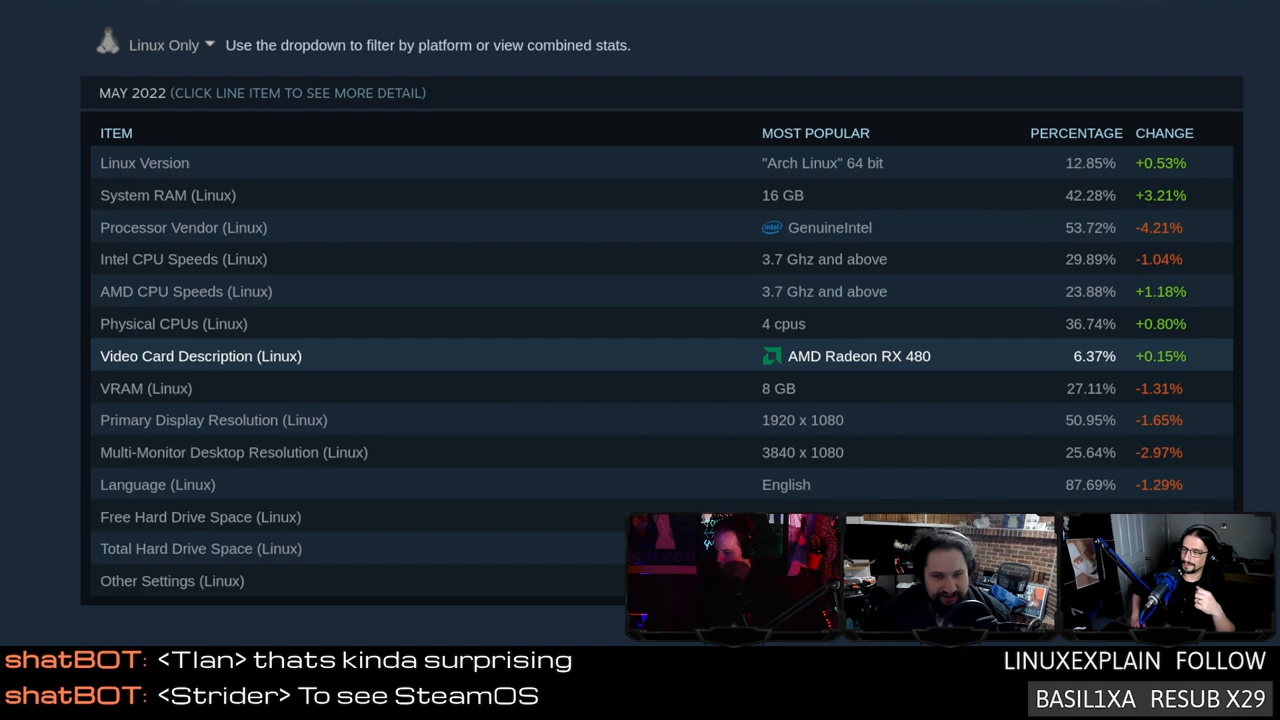 Linux Only Use the dropdown to filter by platform or view combined stats.
MAY 2022 (CLICK LINE ITEM TO SEE MORE DETAIL)
ITEM MOST POPULAR PERCENTAGE CHANGE
Linux Version "Arch Linux" 64 bit 12.85% +0.53%
System RAM (Linux) 16 GB 42.28% +3.21%
Processor Vendor (Linux) intel GenuineIntel 53.72% -4.21%
Intel CPU Speeds (Linux) 3.7 Ghz and above 29.89% -1.04%
AMD CPU Speeds (Linux) 3.7 Ghz and above 23.88% +1.18%
Physical CPUs (Linux) 4 cpus 36.74% +0.80%
Video Card Description (Linux) AMD Radeon RX 480 6.37% +0.15%
VRAM (Linux) 8 GB 27.11% -1.31%
Primary Display Resolution (Linux) 1920 x 1080 50.95% -1.65%
Multi-Monitor Desktop Resolution (Linux) 3840 x 1080 25.64% -2.97%
Language (Linux) English 87.69% -1.29%
Free Hard Drive Space (Linux)
Total Hard Drive Space (Linux)
Other Settings (Linux)
shatBOT: <Tlan> thats kinda surprising
shatBOT: <Strider> To see SteamOS
LINUXEXPLAIN FOLLOW
BASIL1XA RESUB X29